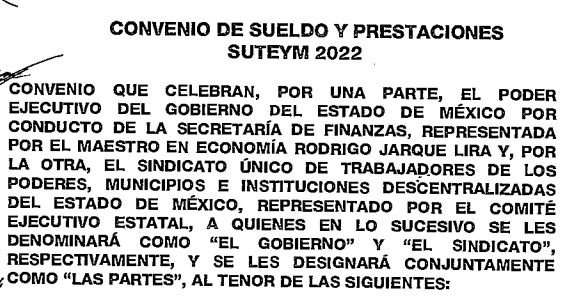 CONVENIO DE SUELDO Y PRESTACIONES
SUTEYM 2022
CONVENIO QUE CELEBRAN, POR UNA PARTE, EL PODER
EJECUTIVO DEL GOBIERNO DEL ESTADO DE MÉXICO POR
CONDUCTO DE LA SECRETARÍA DE FINANZAS, REPRESENTADA
POR EL MAESTRO EN ECONOMÍA RODRIGO JARQUE LIRA Y, POR
LA OTRA, EL SINDICATO ÚNICO DE TRABAJADORES DE LOS
PODERES, MUNICIPIOS E INSTITUCIONES DESCENTRALIZADAS
DEL ESTADO DE MÉXICO, REPRESENTADO POR EL COMITÉ
EJECUTIVO ESTATAL, A QUIENES EN LO SUCESIVO SE LES
DENOMINARÁ COMO "EL GOBIERNO" Y "EL SINDICATO",
RESPECTIVAMENTE, Y SE LES DESIGNARÁ CONJUNTAMENTE
COMO "LAS PARTES", AL TENOR DE LAS SIGUIENTES: